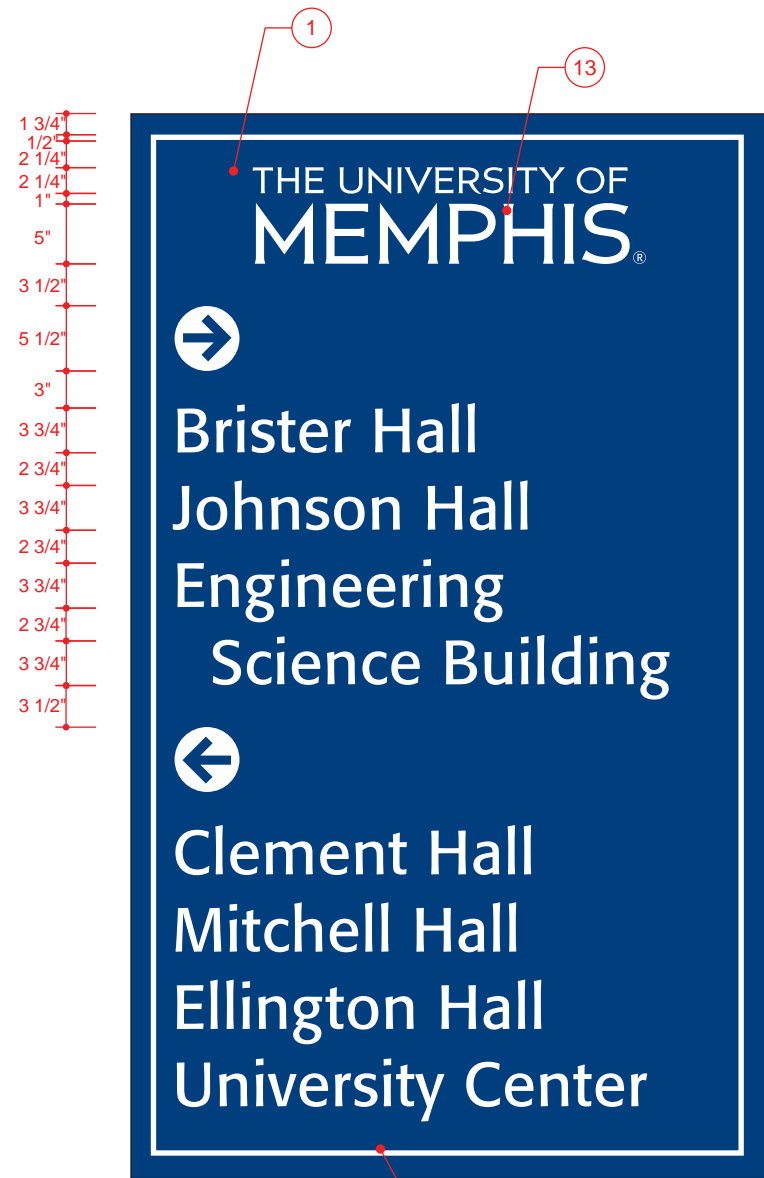 1
13
1 3/4"
1/2"
2 1/4"
2 1/4"
1"
5"
3 1/2"
5 1/2"
3"
3 3/4"
2 3/4"
3 3/4"
2 3/4"
3 3/4"
2 3/4"
3 3/4"
3 1/2"
THE UNIVERSITY OF
MEMPHIS®
Brister Hall
Johnson Hall
Engineering
Science Building
Clement Hall
Mitchell Hall
Ellington Hall
University Center